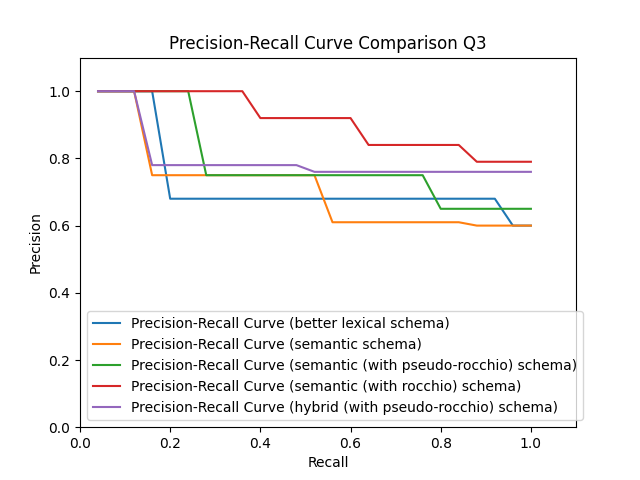 Precision-Recall Curve Comparison Q3
Precision
1.0
0.8
0.6
0.4
0.2
0.0
Precision-Recall Curve (better lexical schema)
Precision-Recall Curve (semantic schema)
Precision-Recall Curve (semantic (with pseudo-rocchio) schema)
Precision-Recall Curve (semantic (with rocchio) schema)
Precision-Recall Curve (hybrid (with pseudo-rocchio) schema)
0.0 0.2 0.4 0.6 0.8 1.0
Recall